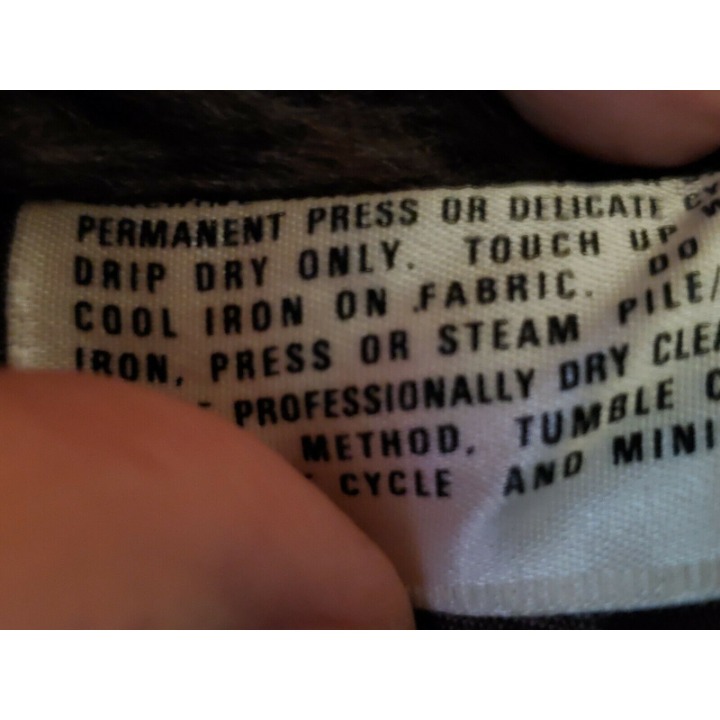 PERMANENT PRESS OR DELICATE
DRIP DRY ONLY. TOUCH UP
COOL IRON ON FABRIC. DO
IRON, PRESS OR STEAM PILE/
PROFESSIONALLY DRY
METHOD. TUMBLE
CYCLE AND